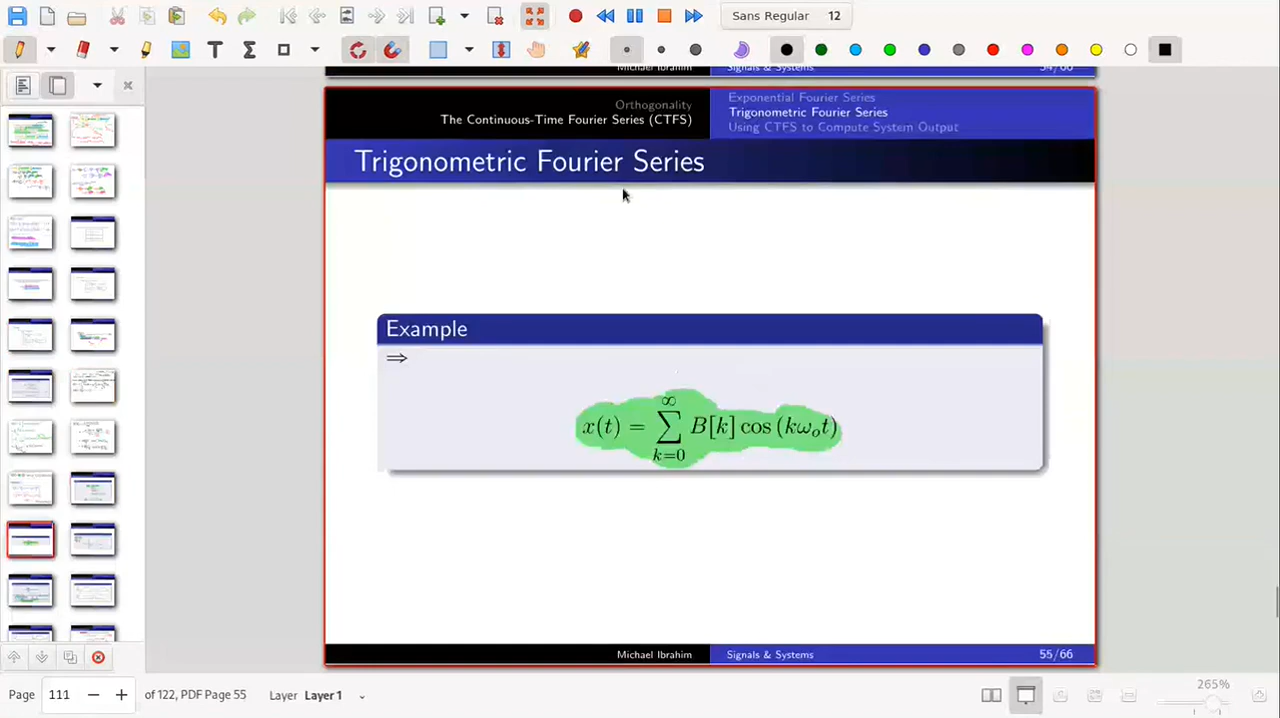 Sans Regular 12
Michael Ibrahim Signals & Systems 54/66
Orthogonality
The Continuous-Time Fourier Series (CTFS)
Exponential Fourier Series
Trigonometric Fourier Series
Using CTFS to Compute System Output
Trigonometric Fourier Series
Example
⇒
x(t) = ∑_{k=0}^{∞} B[k] cos (kω_o t)
Michael Ibrahim Signals & Systems 55/66
Page 111 of 122, PDF Page 55 Layer Layer 1 265%